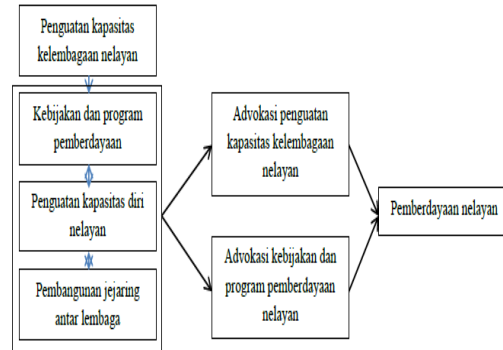 Penguatan kapasitas
kelembagaan nelayan
Kebijakan dan program
pemberdayaan
Penguatan kapasitas diri
nelayan
Pembangunan jejaring
antar lembaga
Advokasi penguatan
kapasitas kelembagaan
nelayan
Advokasi kebijakan dan
program pemberdayaan
nelayan
Pemberdayaan nelayan